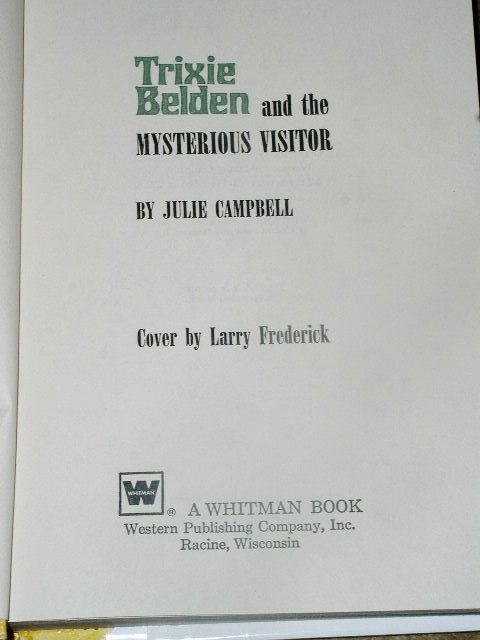 Trixie
Belden and the
MYSTERIOUS VISITOR
BY JULIE CAMPBELL
Cover by Larry Frederick
WHITMAN
W
® A WHITMAN BOOK
Western Publishing Company, Inc.
Racine, Wisconsin